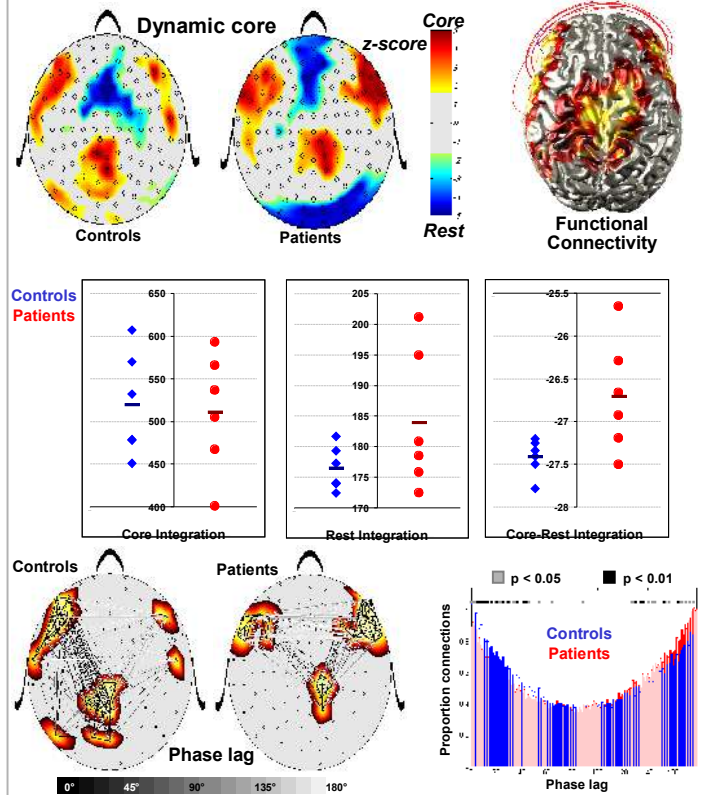 Dynamic core
Core
z-score
Rest
Controls
Patients
Functional
Connectivity
Controls
Patients
650
600
550
500
450
400
Core Integration
205
200
195
190
185
180
175
170
Rest Integration
-25.5
-26
-26.5
-27
-27.5
-28
Core-Rest Integration
Controls
Patients
Phase lag
0°
45°
90°
135°
180°
p < 0.05
p < 0.01
Controls
Patients
Proportion connections
Phase lag